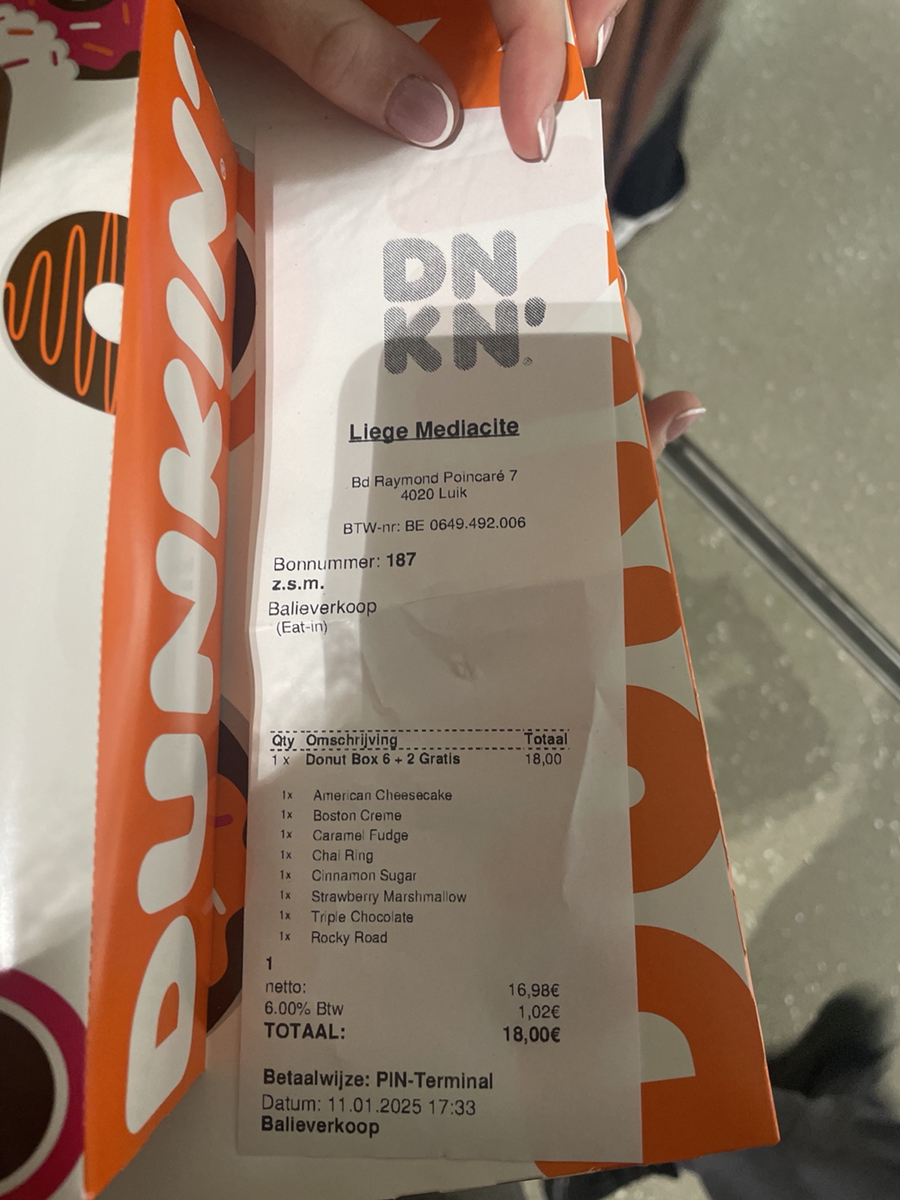 DUNKIN'®
DN
KN'®
Liege Mediacite
Bd Raymond Poincaré 7
4020 Luik
BTW-nr: BE 0649.492.006
Bonnummer: 187
z.s.m.
Balieverkoop
(Eat-in)
Qty Omschrijving Totaal
1 x Donut Box 6 + 2 Gratis 18,00
1x American Cheesecake
1x Boston Creme
1x Caramel Fudge
1x Chai Ring
1x Cinnamon Sugar
1x Strawberry Marshmallow
1x Triple Chocolate
1x Rocky Road
1
netto: 16,98€
6.00% Btw 1,02€
TOTAAL: 18,00€
Betaalwijze: PIN-Terminal
Datum: 11.01.2025 17:33
Balieverkoop